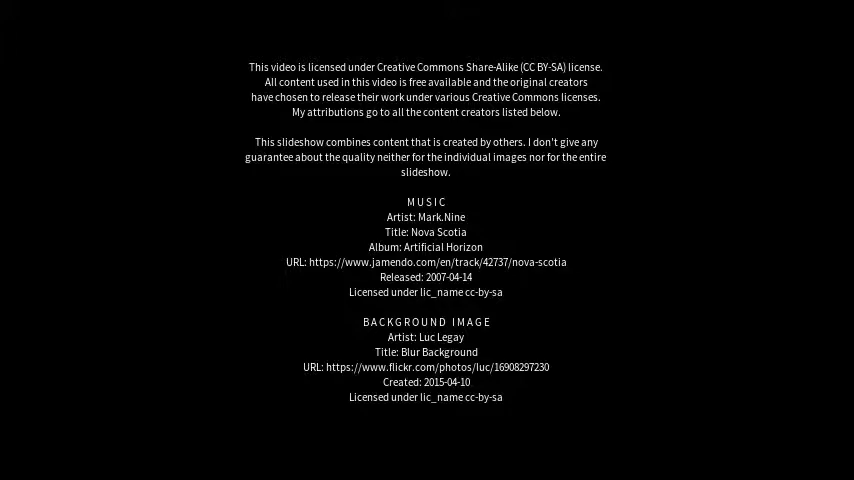 This video is licensed under Creative Commons Share-Alike (CC BY-SA) license.
All content used in this video is free available and the original creators
have chosen to release their work under various Creative Commons licenses.
My attributions go to all the content creators listed below.
This slideshow combines content that is created by others. I don't give any
guarantee about the quality neither for the individual images nor for the entire
slideshow.
MUSIC
Artist: Mark.Nine
Title: Nova Scotia
Album: Artificial Horizon
URL: https://www.jamendo.com/en/track/42737/nova-scotia
Released: 2007-04-14
Licensed under lic_name cc-by-sa
BACKGROUND IMAGE
Artist: Luc Legay
Title: Blur Background
URL: https://www.flickr.com/photos/luc/16908297230
Created: 2015-04-10
Licensed under lic_name cc-by-sa